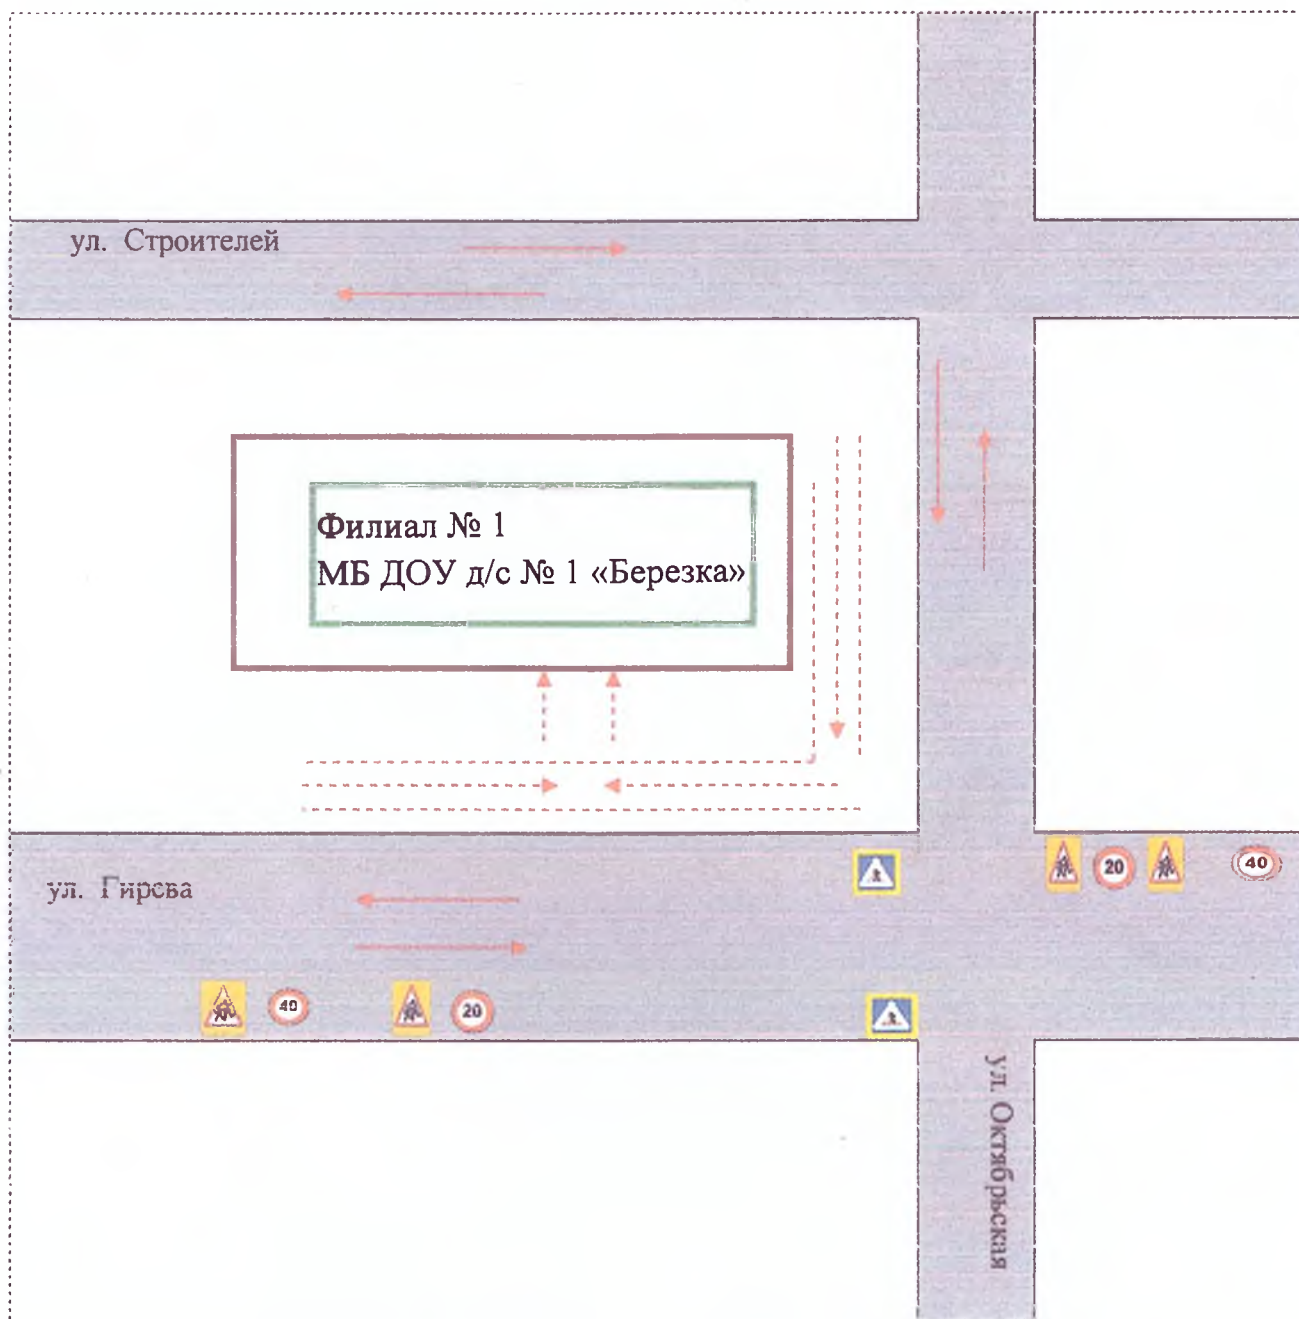 ул. Строителей
Филиал № 1
МБ ДОУ д/с № 1 «Березка»
ул. Гирсва
20
40
40
20
ул. Октябрьская